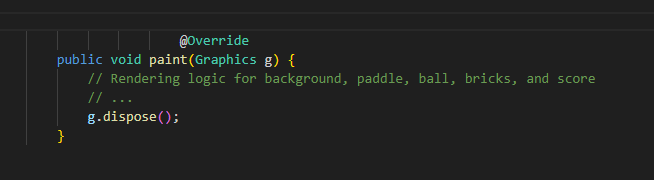 @Override
public void paint(Graphics g) {
// Rendering logic for background, paddle, ball, bricks, and score
// ...
g.dispose();
}